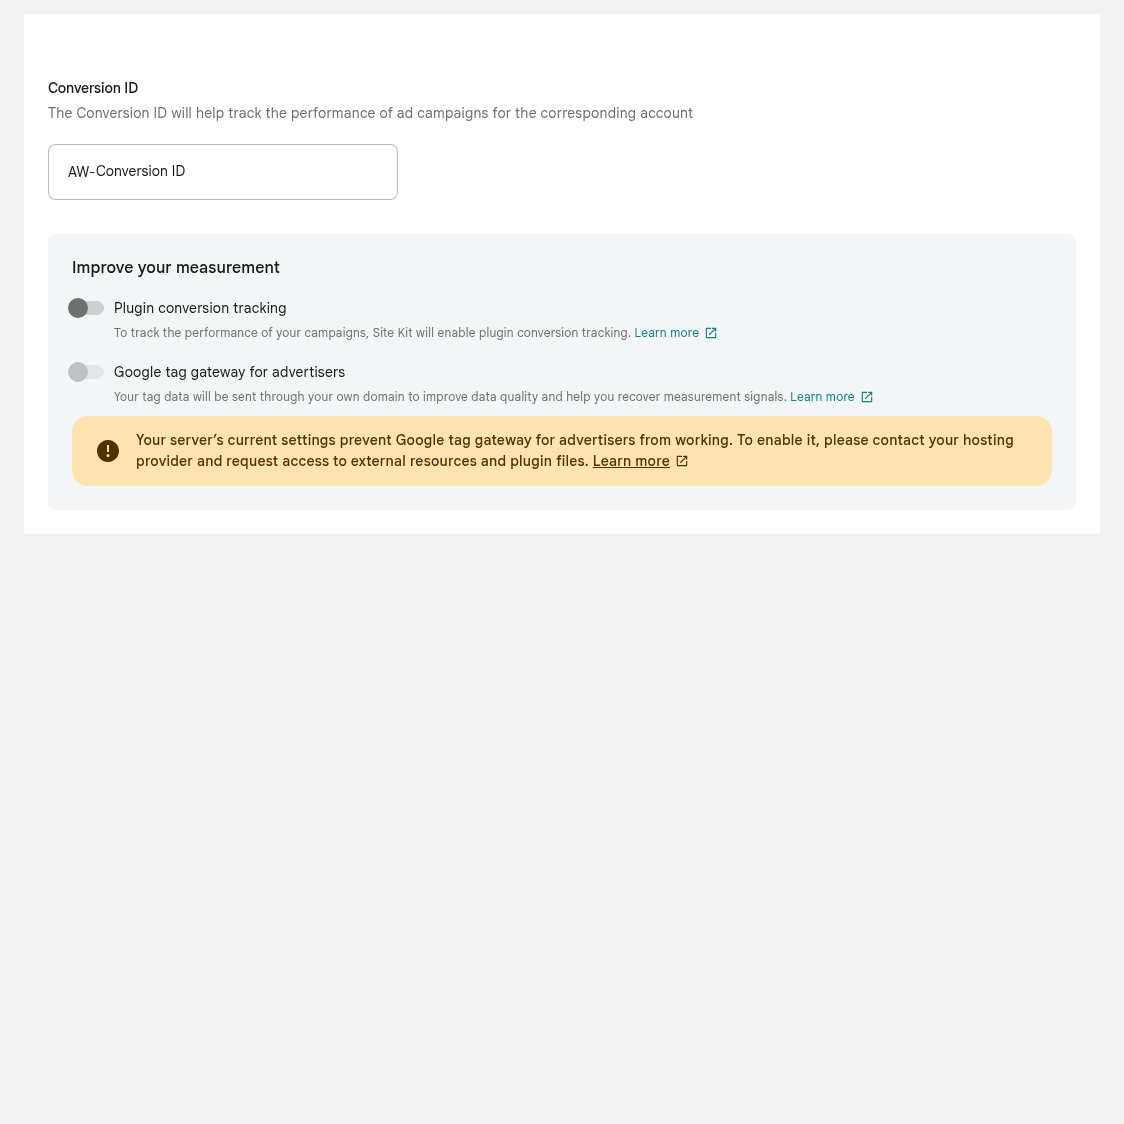 Conversion ID
The Conversion ID will help track the performance of ad campaigns for the corresponding account
AW-Conversion ID
Improve your measurement
Plugin conversion tracking
To track the performance of your campaigns, Site Kit will enable plugin conversion tracking. Learn more
Google tag gateway for advertisers
Your tag data will be sent through your own domain to improve data quality and help you recover measurement signals. Learn more
Your server’s current settings prevent Google tag gateway for advertisers from working. To enable it, please contact your hosting
provider and request access to external resources and plugin files. Learn more